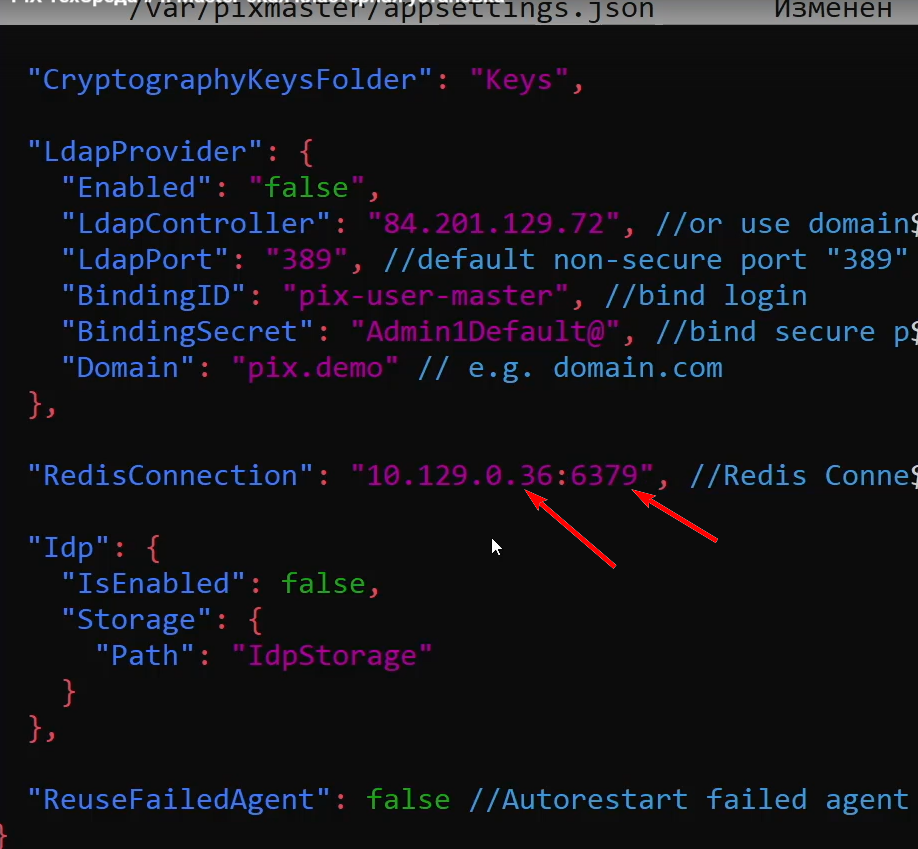 /var/pixmaster/appsettings.json Изменён
"CryptographyKeysFolder": "Keys",
"LdapProvider": {
"Enabled": "false",
"LdapController": "84.201.129.72", //or use domain$
"LdapPort": "389", //default non-secure port "389"
"BindingID": "pix-user-master", //bind login
"BindingSecret": "Admin1Default@", //bind secure p$
"Domain": "pix.demo" // e.g. domain.com
},
"RedisConnection": "10.129.0.36:6379", //Redis Conne$
"Idp": {
"IsEnabled": false,
"Storage": {
"Path": "IdpStorage"
}
},
"ReuseFailedAgent": false //Autorestart failed agent
}